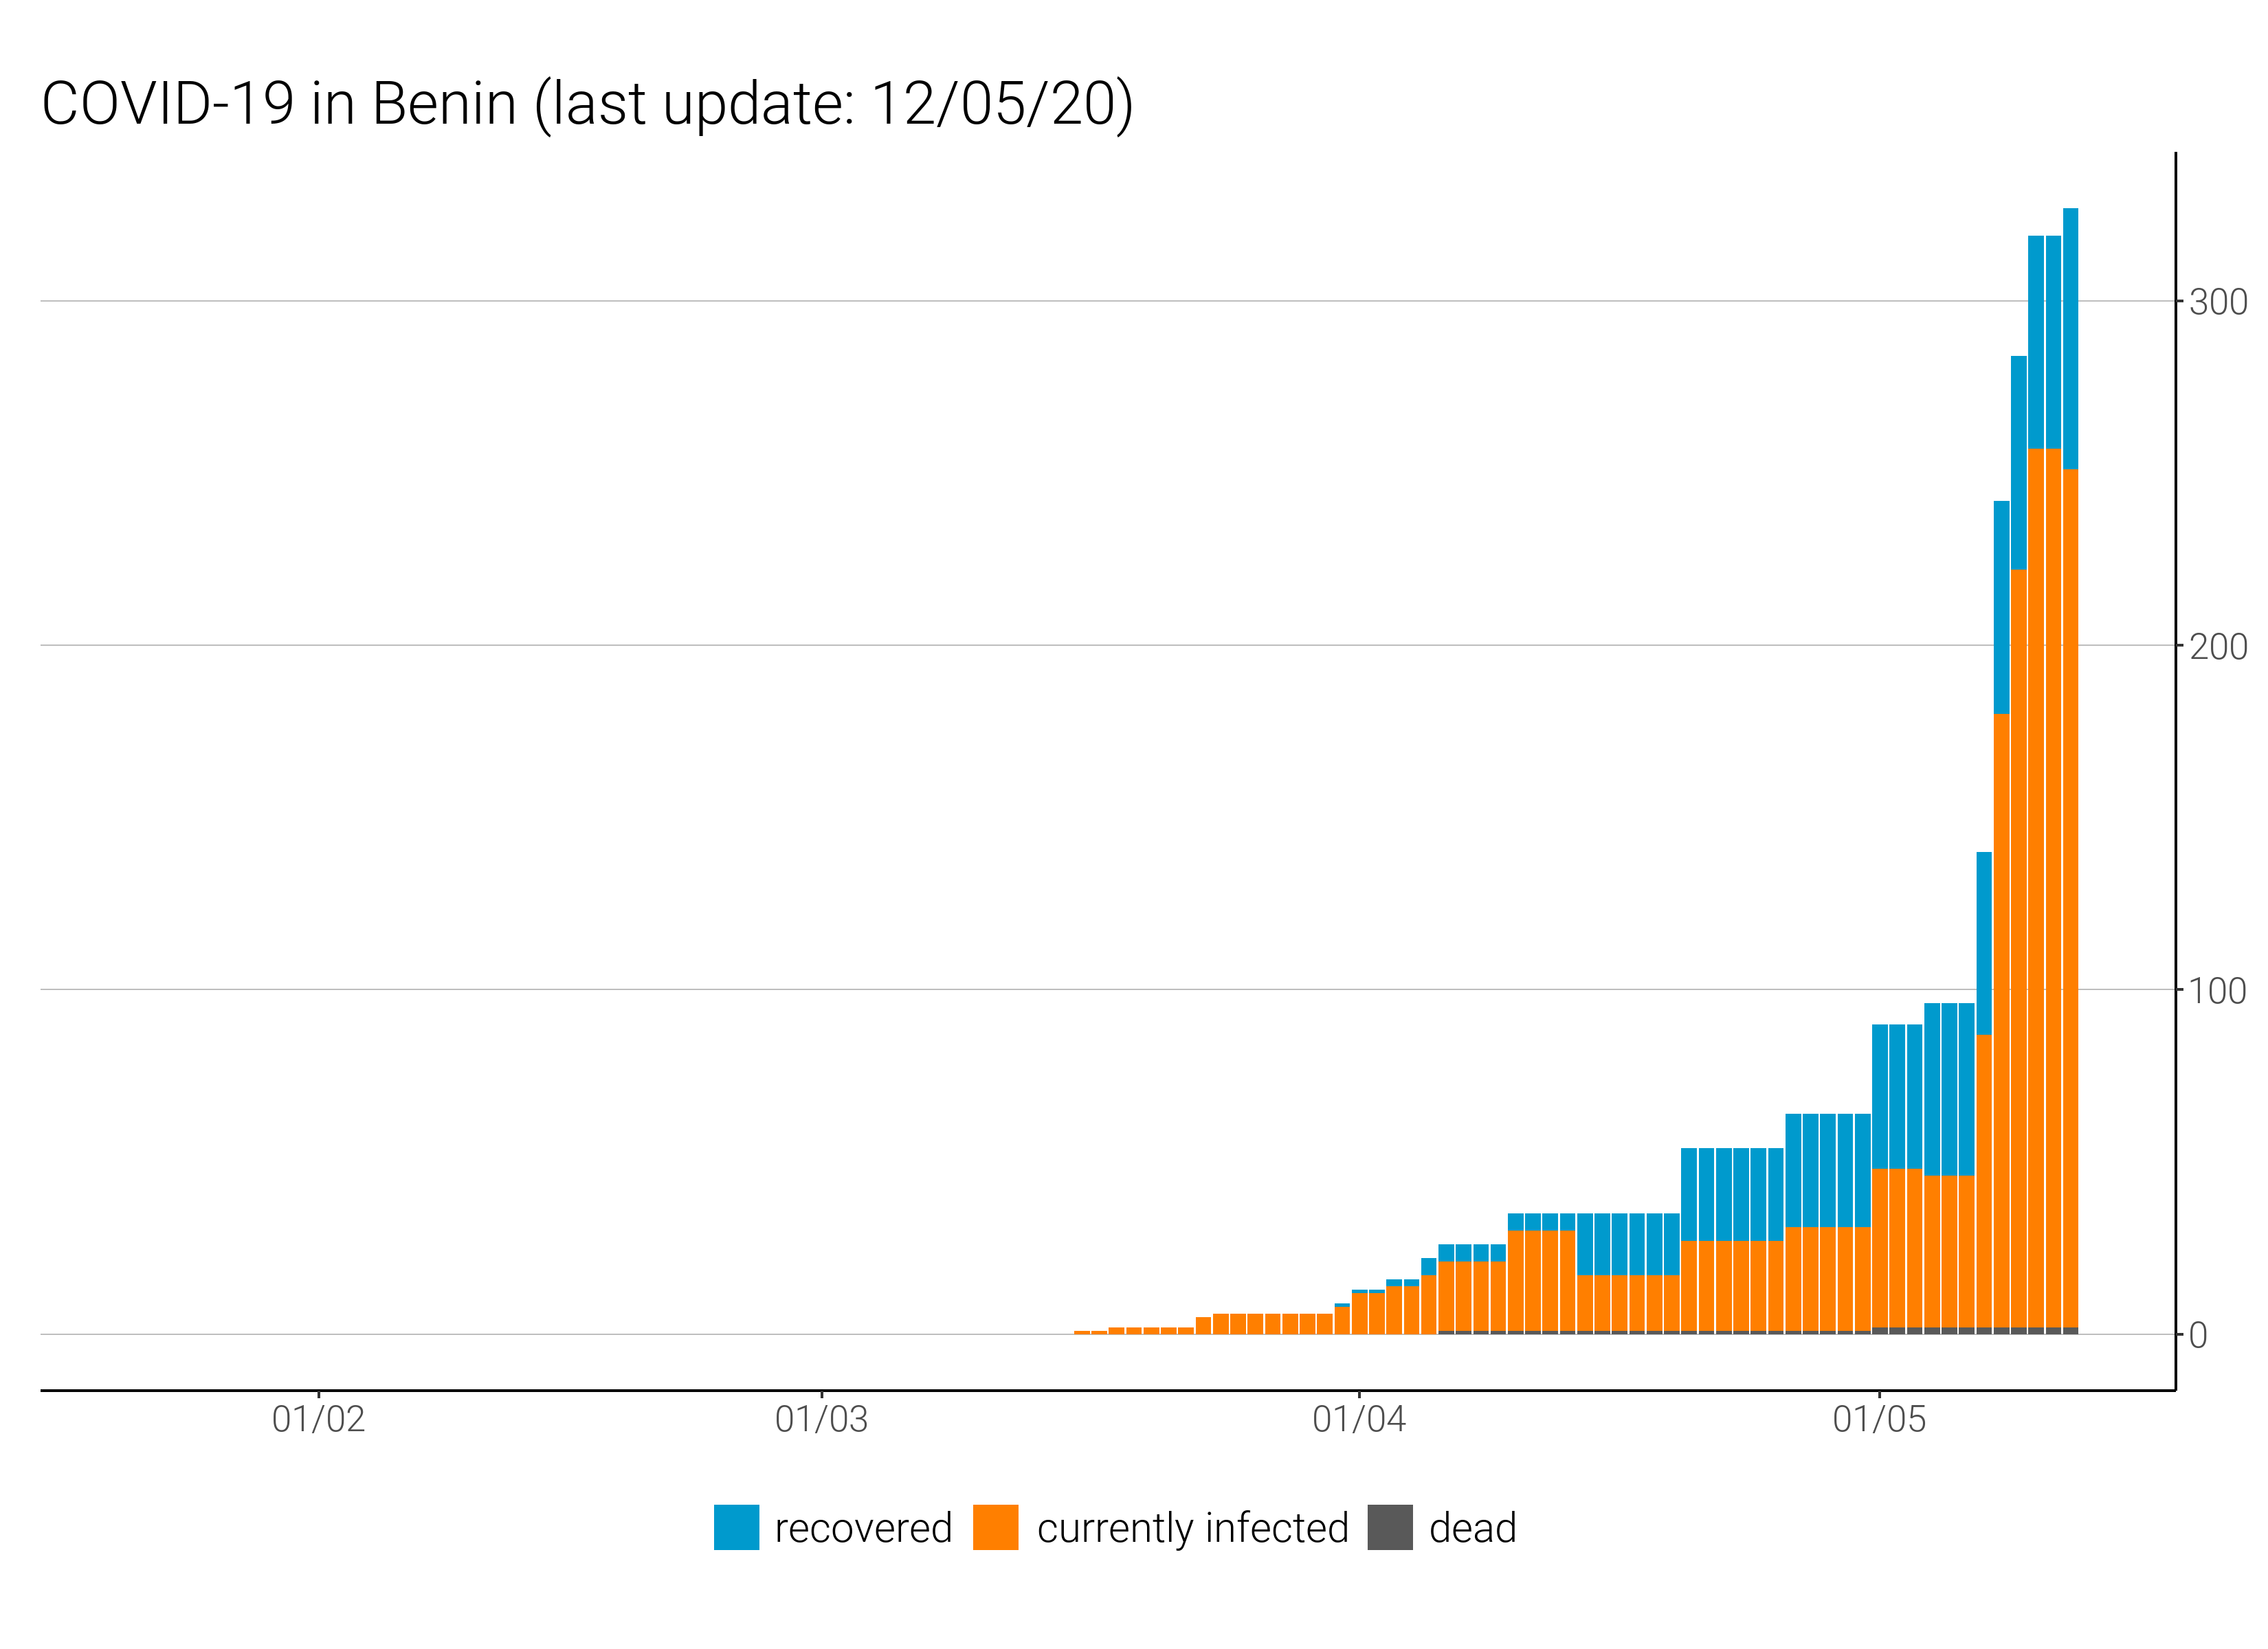 COVID-19 in Benin (last update: 12/05/20)
300
200
100
0
01/02 01/03 01/04 01/05
recovered currently infected dead